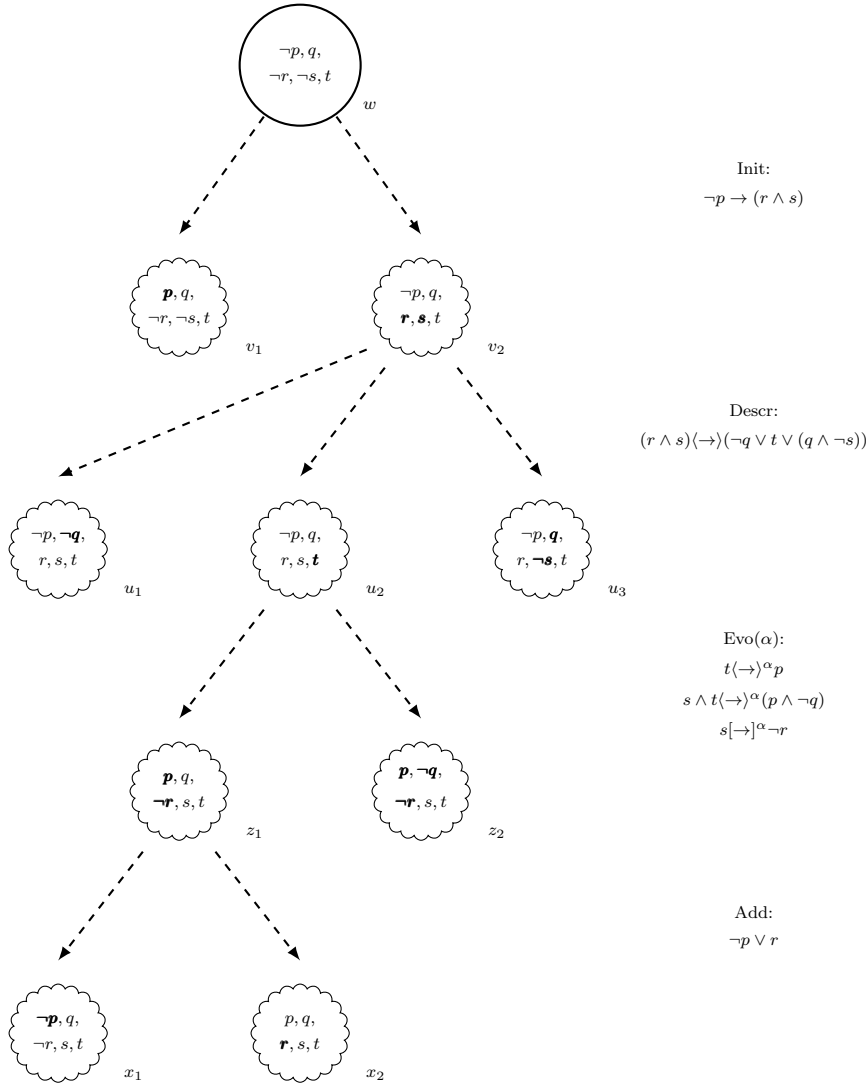 ¬p, q,
¬r, ¬s, t
w
Init:
¬p → (r ∧ s)
p, q,
¬r, ¬s, t
v₁
¬p, q,
r, s, t
v₂
Descr:
(r ∧ s)⟨→⟩(¬q ∨ t ∨ (q ∧ ¬s))
¬p, ¬q,
r, s, t
u₁
¬p, q,
r, s, t
u₂
¬p, q,
r, ¬s, t
u₃
Evo(α):
t⟨→⟩^α p
s ∧ t⟨→⟩^α (p ∧ ¬q)
s[→]^α ¬r
p, q,
¬r, s, t
z₁
p, ¬q,
¬r, s, t
z₂
Add:
¬p ∨ r
¬p, q,
¬r, s, t
x₁
p, q,
r, s, t
x₂